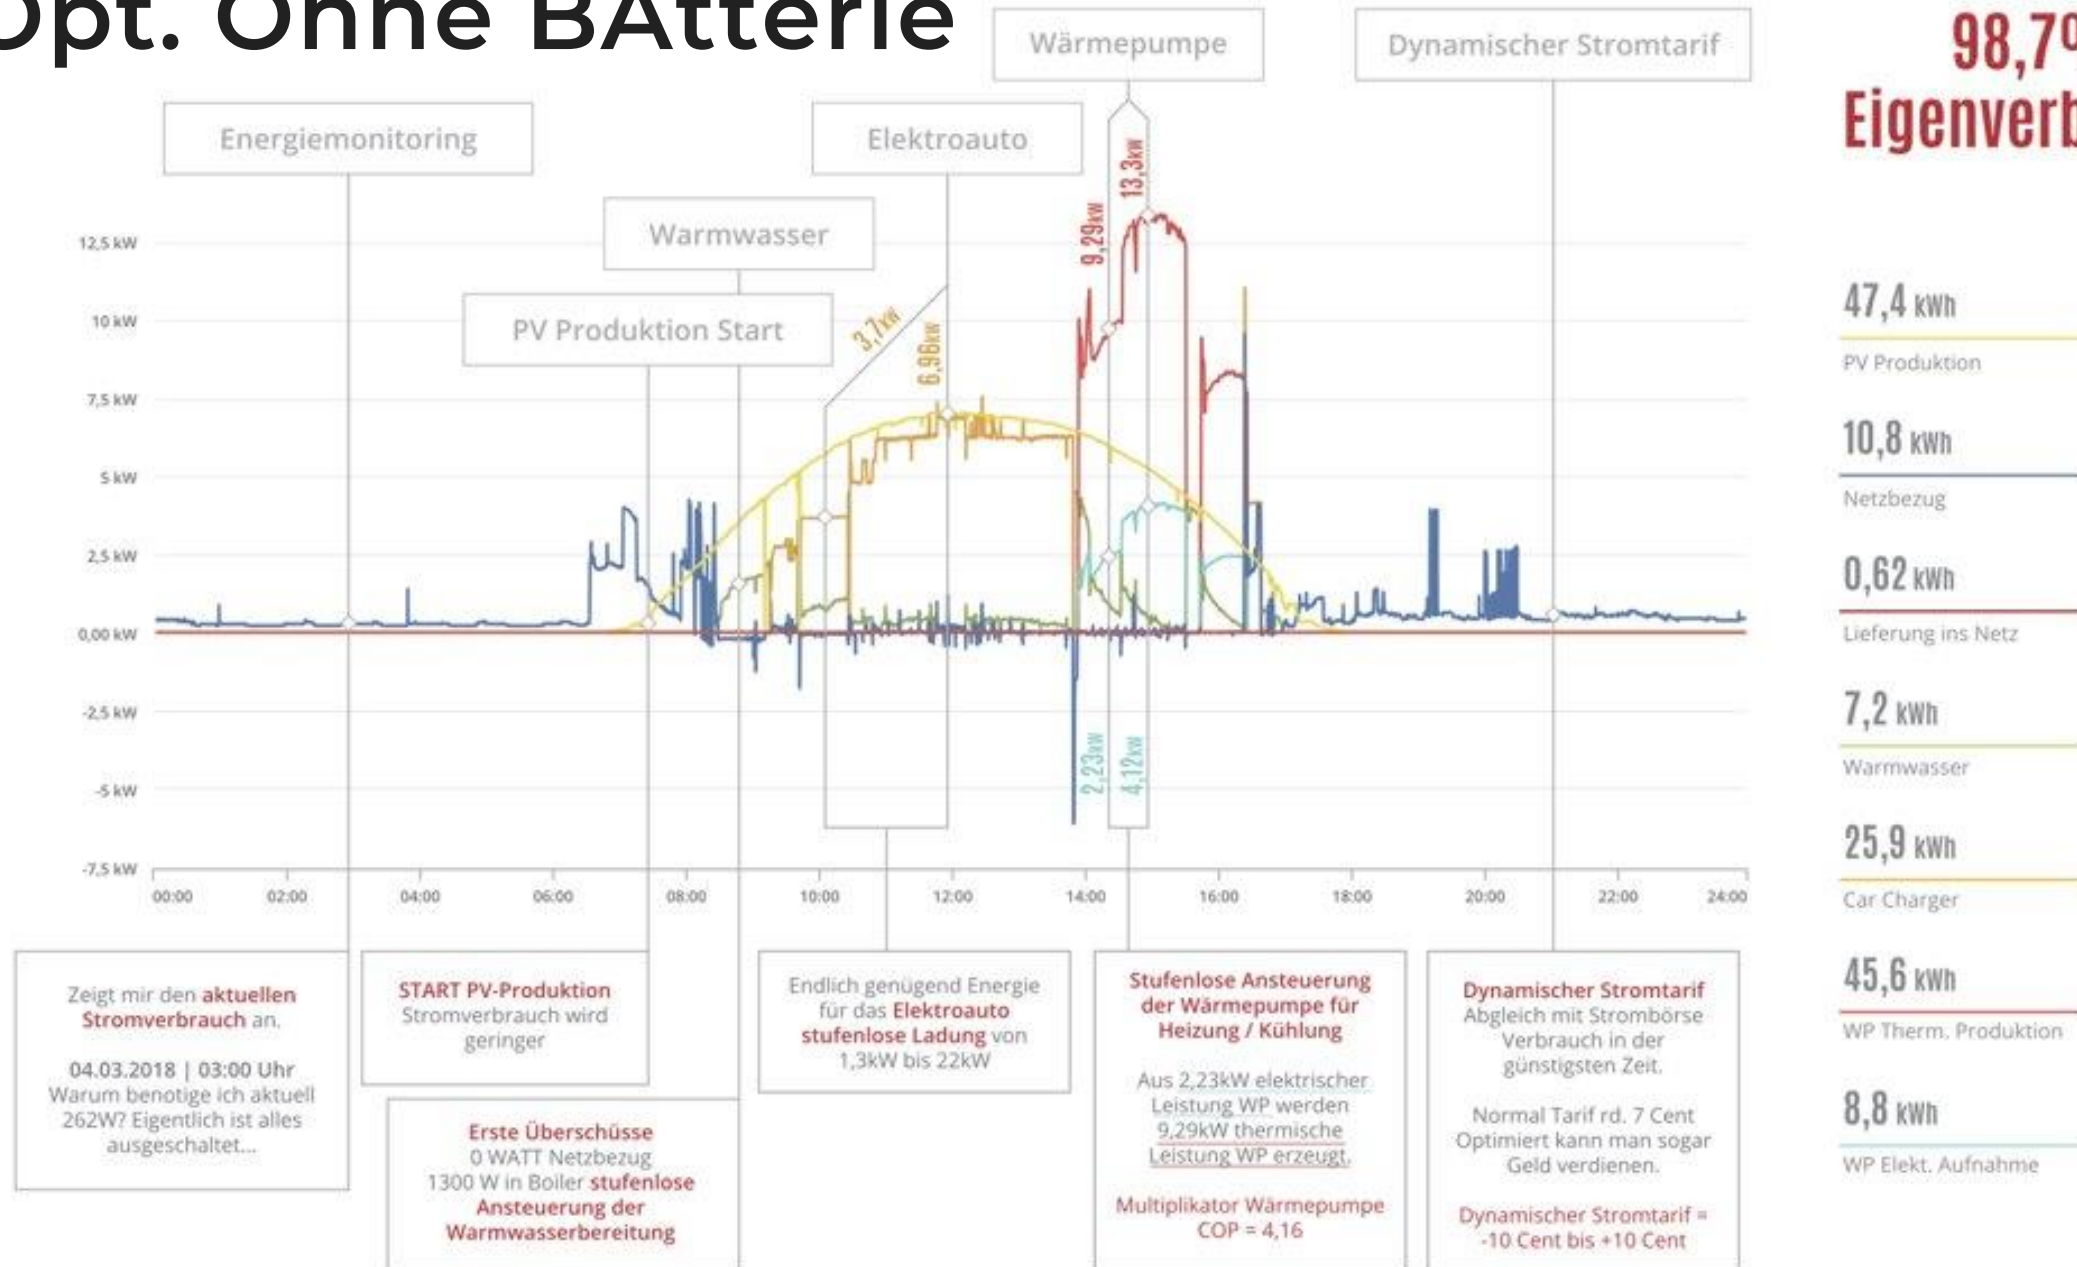 Opt. Ohne BAtterie
Wärmepumpe
Dynamischer Stromtarif
Energiemonitoring
Elektroauto
Warmwasser
PV Produktion Start
3,7kW
6,96kW
9,29kW
13,3kW
2,23kW
4,12kW
12,5 kW
10 kW
7,5 kW
5 kW
2,5 kW
0,00 kW
-2,5 kW
-5 kW
-7,5 kW
00:00 02:00 04:00 06:00 08:00 10:00 12:00 14:00 16:00 18:00 20:00 22:00 24:00
Zeigt mir den aktuellen
Stromverbrauch an.
04.03.2018 | 03:00 Uhr
Warum benotige ich aktuell
262W? Eigentlich ist alles
ausgeschaltet...
START PV-Produktion
Stromverbrauch wird
geringer
Erste Überschüsse
0 WATT Netzbezug
1300 W in Boiler stufenlose
Ansteuerung der
Warmwasserbereitung
Endlich genügend Energie
für das Elektroauto
stufenlose Ladung von
1,3kW bis 22kW
Stufenlose Ansteuerung
der Wärmepumpe für
Heizung / Kühlung
Aus 2,23kW elektrischer
Leistung WP werden
9,29kW thermische
Leistung WP erzeugt.
Multiplikator Wärmepumpe
COP = 4,16
Dynamischer Stromtarif
Abgleich mit Strombörse
Verbrauch in der
günstigsten Zeit.
Normal Tarif rd. 7 Cent
Optimiert kann man sogar
Geld verdienen.
Dynamischer Stromtarif =
-10 Cent bis +10 Cent
98,7
Eigenverb
47,4 kWh
PV Produktion
10,8 kWh
Netzbezug
0,62 kWh
Lieferung ins Netz
7,2 kWh
Warmwasser
25,9 kWh
Car Charger
45,6 kWh
WP Therm. Produktion
8,8 kWh
WP Elekt. Aufnahme